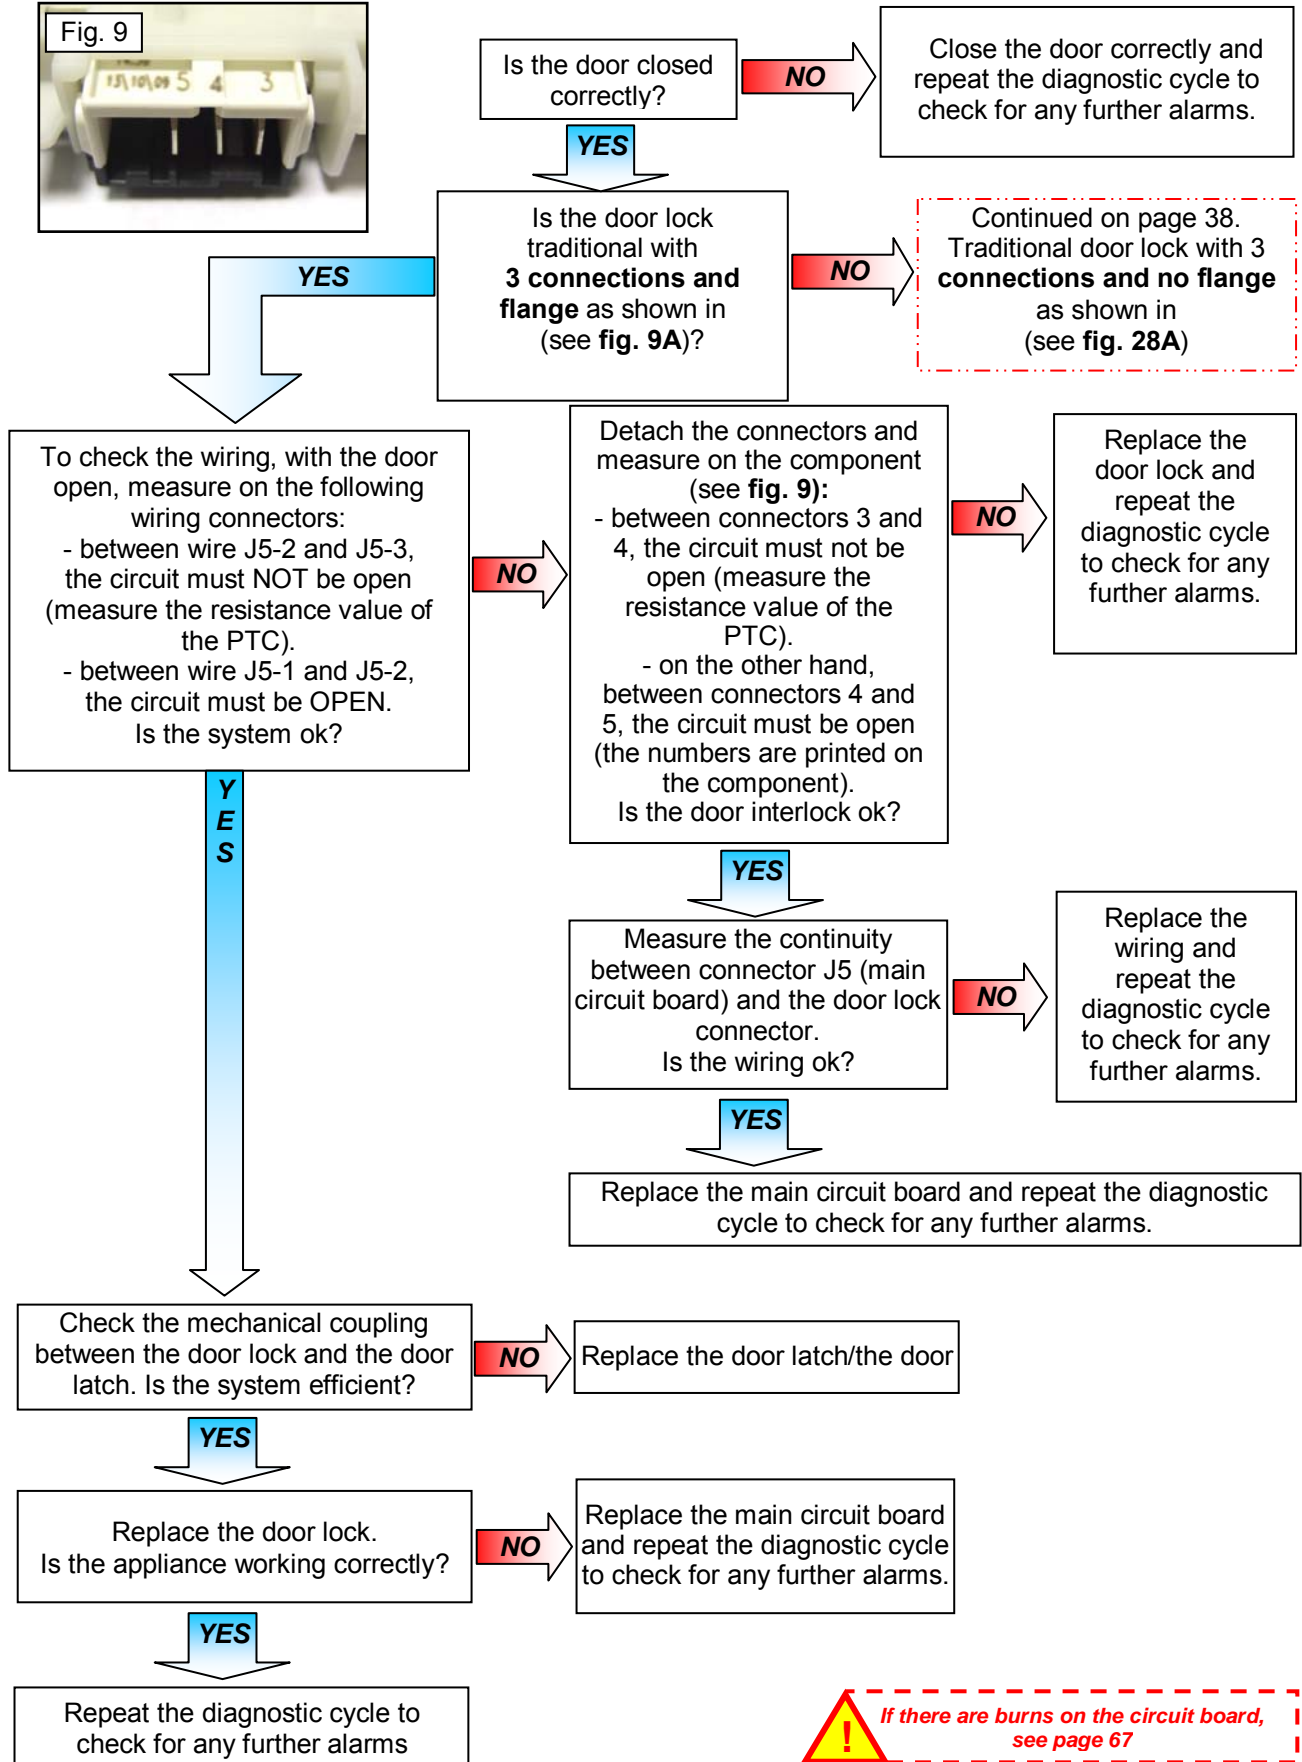 Fig. 9
13/10/09 5 4 3
Is the door closed
correctly?
NO
Close the door correctly and
repeat the diagnostic cycle to
check for any further alarms.
YES
Is the door lock
traditional with
3 connections and
flange as shown in
(see fig. 9A)?
NO
Continued on page 38.
Traditional door lock with 3
connections and no flange
as shown in
(see fig. 28A)
YES
To check the wiring, with the door
open, measure on the following
wiring connectors:
- between wire J5-2 and J5-3,
the circuit must NOT be open
(measure the resistance value of
the PTC).
- between wire J5-1 and J5-2,
the circuit must be OPEN.
Is the system ok?
NO
Detach the connectors and
measure on the component
(see fig. 9):
- between connectors 3 and
4, the circuit must not be
open (measure the
resistance value of the
PTC).
- on the other hand,
between connectors 4 and
5, the circuit must be open
(the numbers are printed on
the component).
Is the door interlock ok?
NO
Replace the
door lock and
repeat the
diagnostic cycle
to check for any
further alarms.
YES
Measure the continuity
between connector J5 (main
circuit board) and the door lock
connector.
Is the wiring ok?
NO
Replace the
wiring and
repeat the
diagnostic cycle
to check for any
further alarms.
YES
Replace the main circuit board and repeat the diagnostic
cycle to check for any further alarms.
Y
E
S
Check the mechanical coupling
between the door lock and the door
latch. Is the system efficient?
NO
Replace the door latch/the door
YES
Replace the door lock.
Is the appliance working correctly?
NO
Replace the main circuit board
and repeat the diagnostic cycle
to check for any further alarms.
YES
Repeat the diagnostic cycle to
check for any further alarms
!
If there are burns on the circuit board,
see page 67